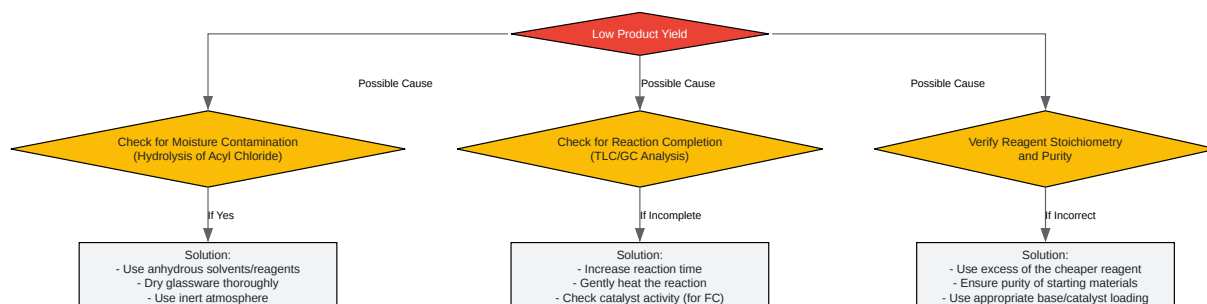 Low Product Yield
Possible Cause
Possible Cause
Possible Cause
Check for Moisture Contamination
(Hydrolysis of Acyl Chloride)
Check for Reaction Completion
(TLC/GC Analysis)
Verify Reagent Stoichiometry
and Purity
If Yes
If Incomplete
If Incorrect
Solution:
- Use anhydrous solvents/reagents
- Dry glassware thoroughly
- Use inert atmosphere
Solution:
- Increase reaction time
- Gently heat the reaction
- Check catalyst activity (for FC)
Solution:
- Use excess of the cheaper reagent
- Ensure purity of starting materials
- Use appropriate base/catalyst loading